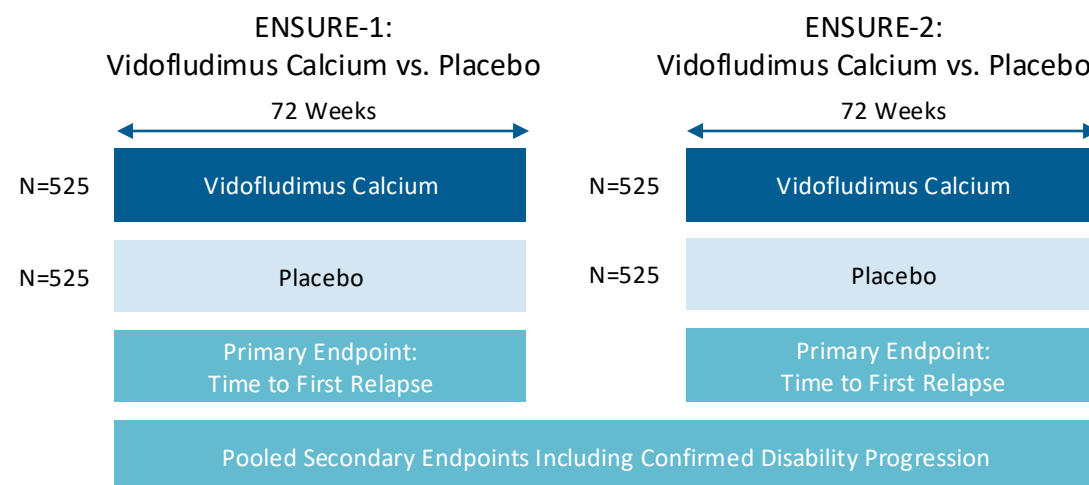 ENSURE-1:
Vidofludimus Calcium vs. Placebo
72 Weeks
N=525
Vidofludimus Calcium
N=525
Placebo
Primary Endpoint:
Time to First Relapse
ENSURE-2:
Vidofludimus Calcium vs. Placebo
72 Weeks
N=525
Vidofludimus Calcium
N=525
Placebo
Primary Endpoint:
Time to First Relapse
Pooled Secondary Endpoints Including Confirmed Disability Progression